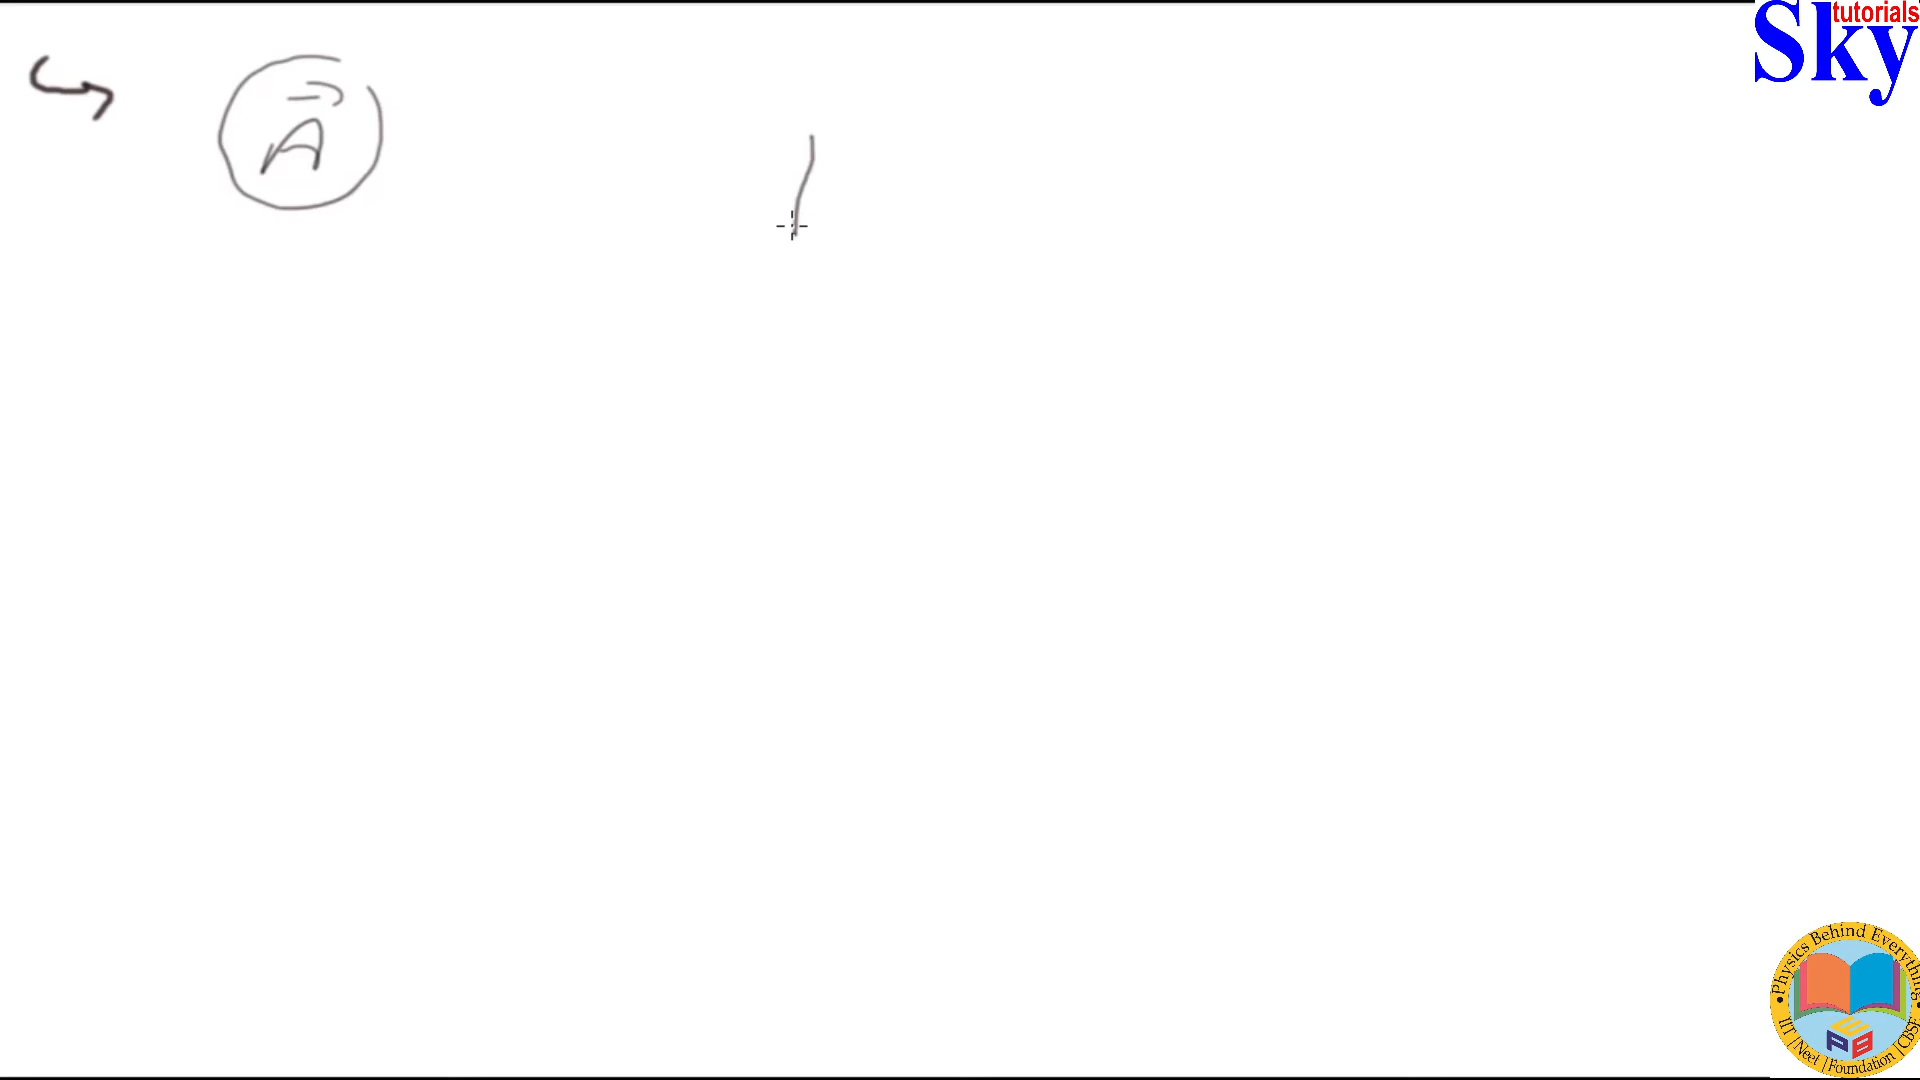 tutorials
Sky
A⃗
• Physics Behind Everything •
IIT | Neet | Foundation | CBSE
P B E